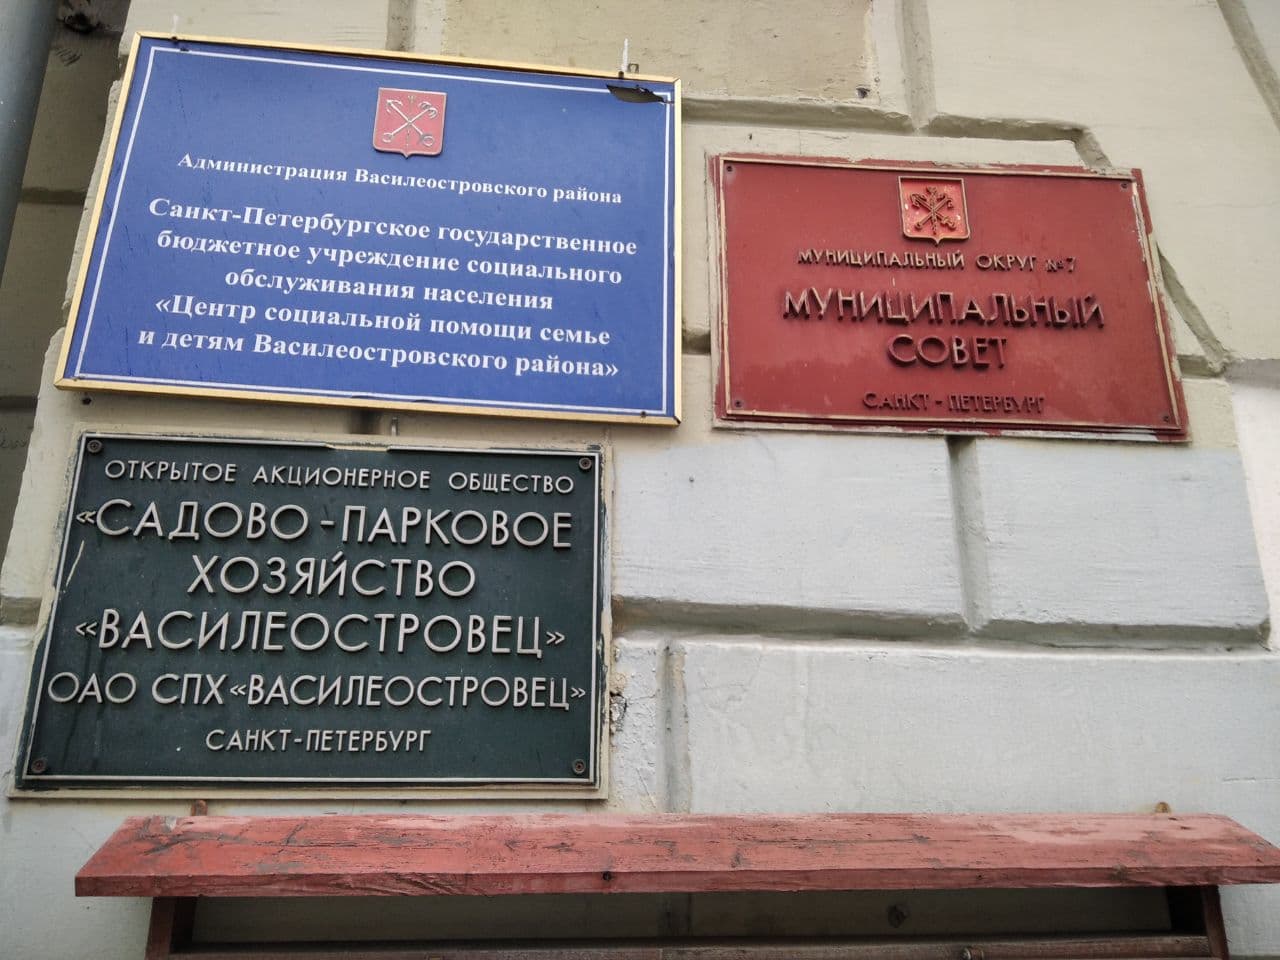 Администрация Василеостровского района
Санкт-Петербургское государственное
бюджетное учреждение социального
обслуживания населения
«Центр социальной помощи семье
и детям Василеостровского района»
МУНИЦИПАЛЬНЫЙ ОКРУГ №7
МУНИЦИПАЛЬНЫЙ
СОВЕТ
САНКТ - ПЕТЕРБУРГ
ОТКРЫТОЕ АКЦИОНЕРНОЕ ОБЩЕСТВО
«САДОВО-ПАРКОВОЕ
ХОЗЯЙСТВО
«ВАСИЛЕОСТРОВЕЦ»
ОАО СПХ «ВАСИЛЕОСТРОВЕЦ»
САНКТ-ПЕТЕРБУРГ